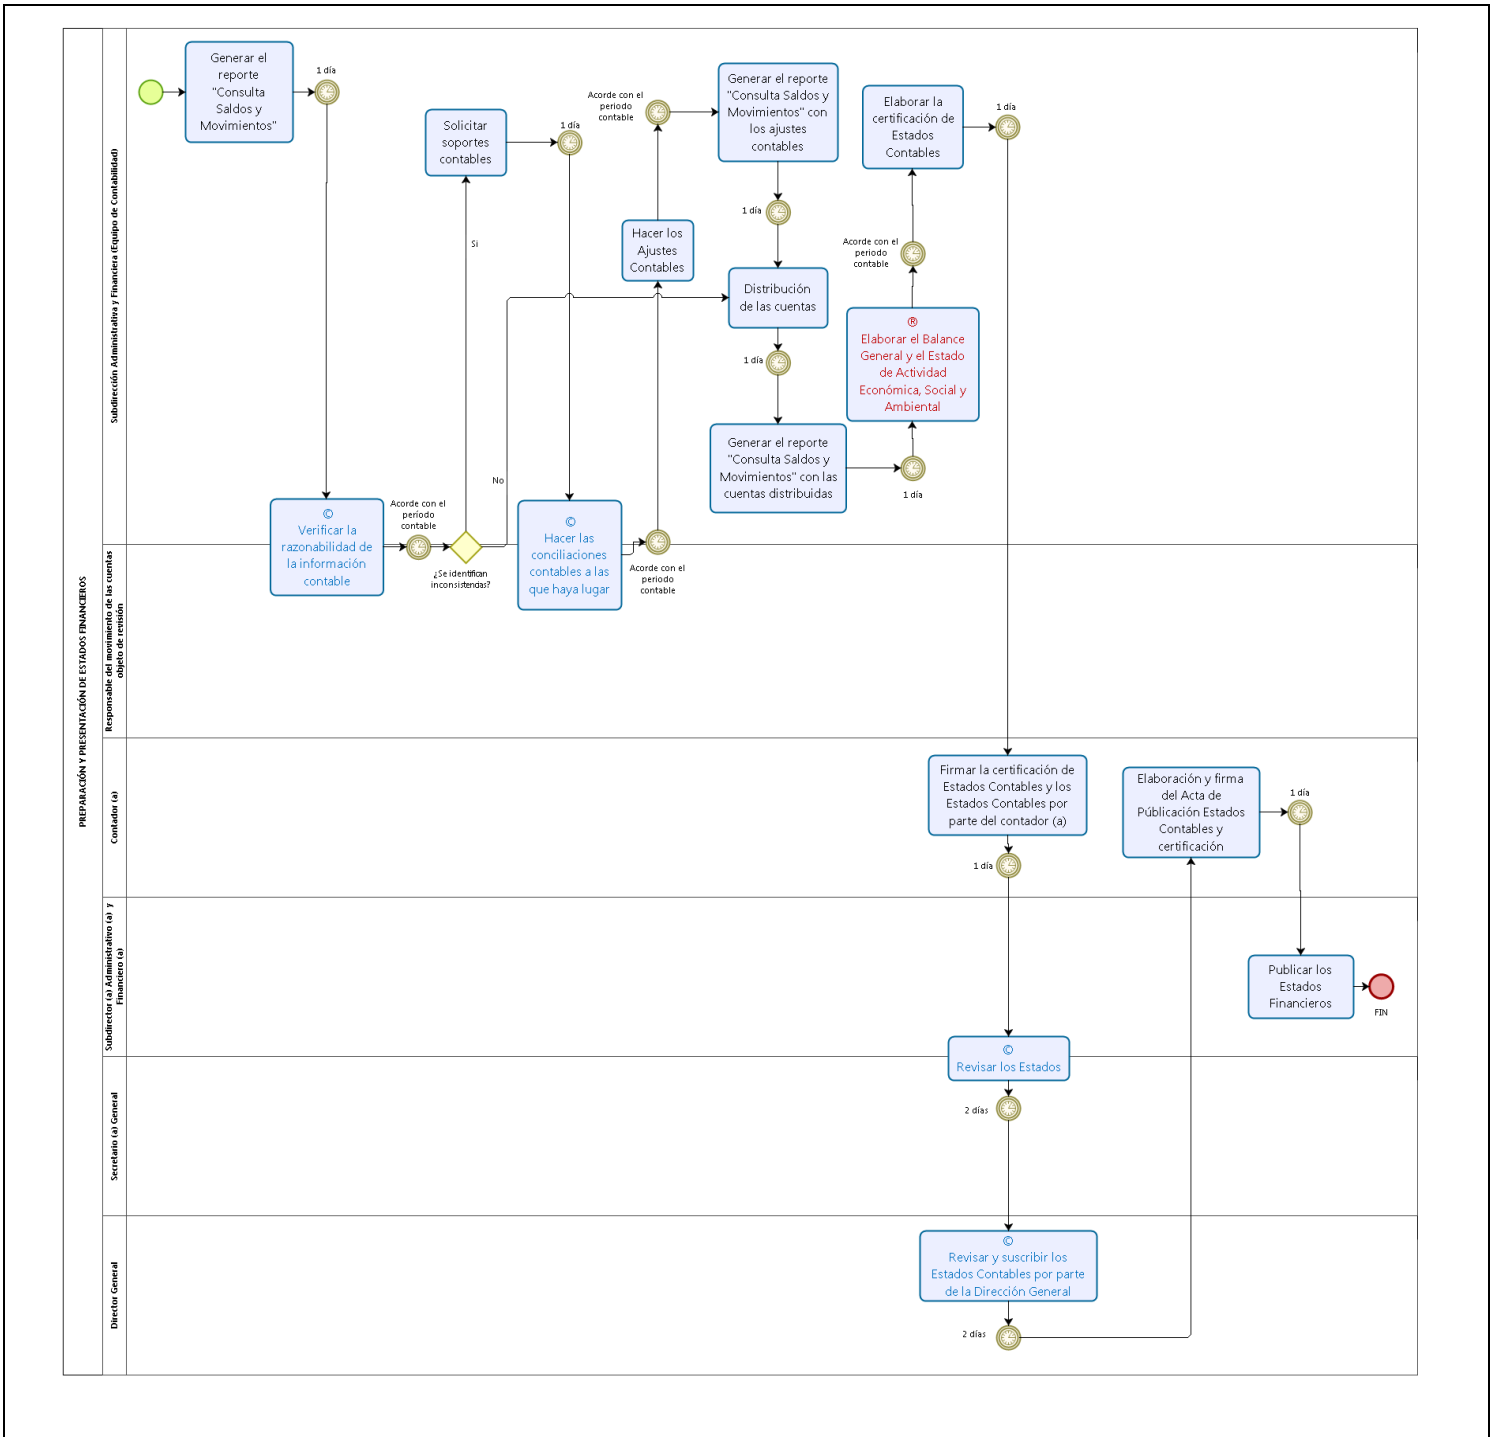 PREPARACIÓN Y PRESENTACIÓN DE ESTADOS FINANCIEROS
Subdirección Administrativa y Financiera (Equipo de Contabilidad)
Generar el
reporte
"Consulta
Saldos y
Movimientos"
1 día
Solicitar
soportes
contables
1 día
Si
No
Acorde con el
periodo
contable
Hacer los
Ajustes
Contables
Generar el reporte
"Consulta Saldos y
Movimientos" con
los ajustes
contables
1 día
Distribución
de las cuentas
1 día
Generar el reporte
"Consulta Saldos y
Movimientos" con las
cuentas distribuidas
1 día
®
Elaborar el Balance
General y el Estado
de Actividad
Económica, Social y
Ambiental
Acorde con el
periodo
contable
Elaborar la
certificación de
Estados
Contables
1 día
©
Verificar la
razonabilidad de
la información
contable
Acorde con el
período
contable
¿Se identifican
inconsistencias?
©
Hacer las
conciliaciones
contables a las
que haya lugar
Acorde con el
periodo
contable
Responsable del movimiento de las cuentas
objeto de revisión
Contador (a)
Firmar la certificación de
Estados Contables y los
Estados Contables por
parte del contador (a)
1 día
Elaboración y firma
del Acta de
Públicación Estados
Contables y
certificación
1 día
Subdirector (a) Administrativo (a) y
Financiero (a)
Publicar los
Estados
Financieros
FIN
©
Revisar los Estados
Secretario (a) General
2 días
Director General
©
Revisar y suscribir los
Estados Contables por parte
de la Dirección General
2 días